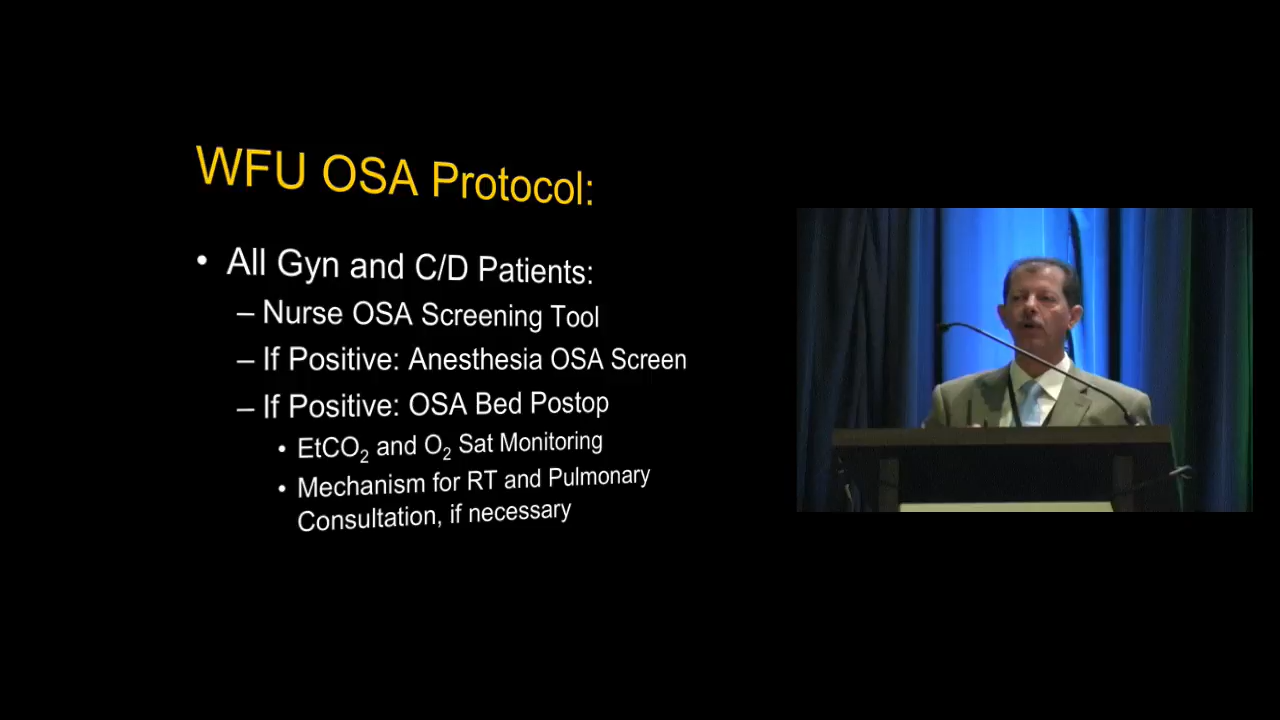 WFU OSA Protocol:
• All Gyn and C/D Patients:
– Nurse OSA Screening Tool
– If Positive: Anesthesia OSA Screen
– If Positive: OSA Bed Postop
• EtCO₂ and O₂ Sat Monitoring
• Mechanism for RT and Pulmonary
Consultation, if necessary